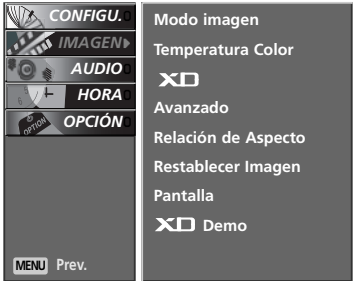 CONFIGU.
IMAGEN
AUDIO
HORA
OPCIÓN
OPTION
MENU Prev.
Modo imagen
Temperatura Color
XD
Avanzado
Relación de Aspecto
Restablecer Imagen
Pantalla
XD Demo